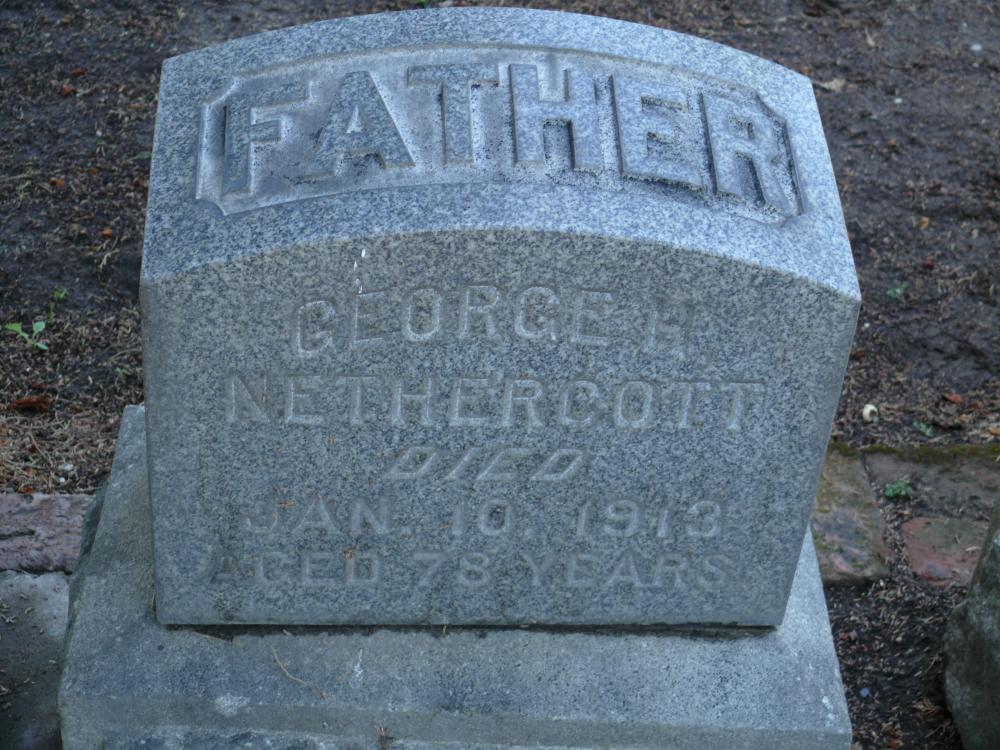 FATHER
GEORGE H.
NETHERCOTT
DIED
JAN. 10, 1913
AGED 78 YEARS